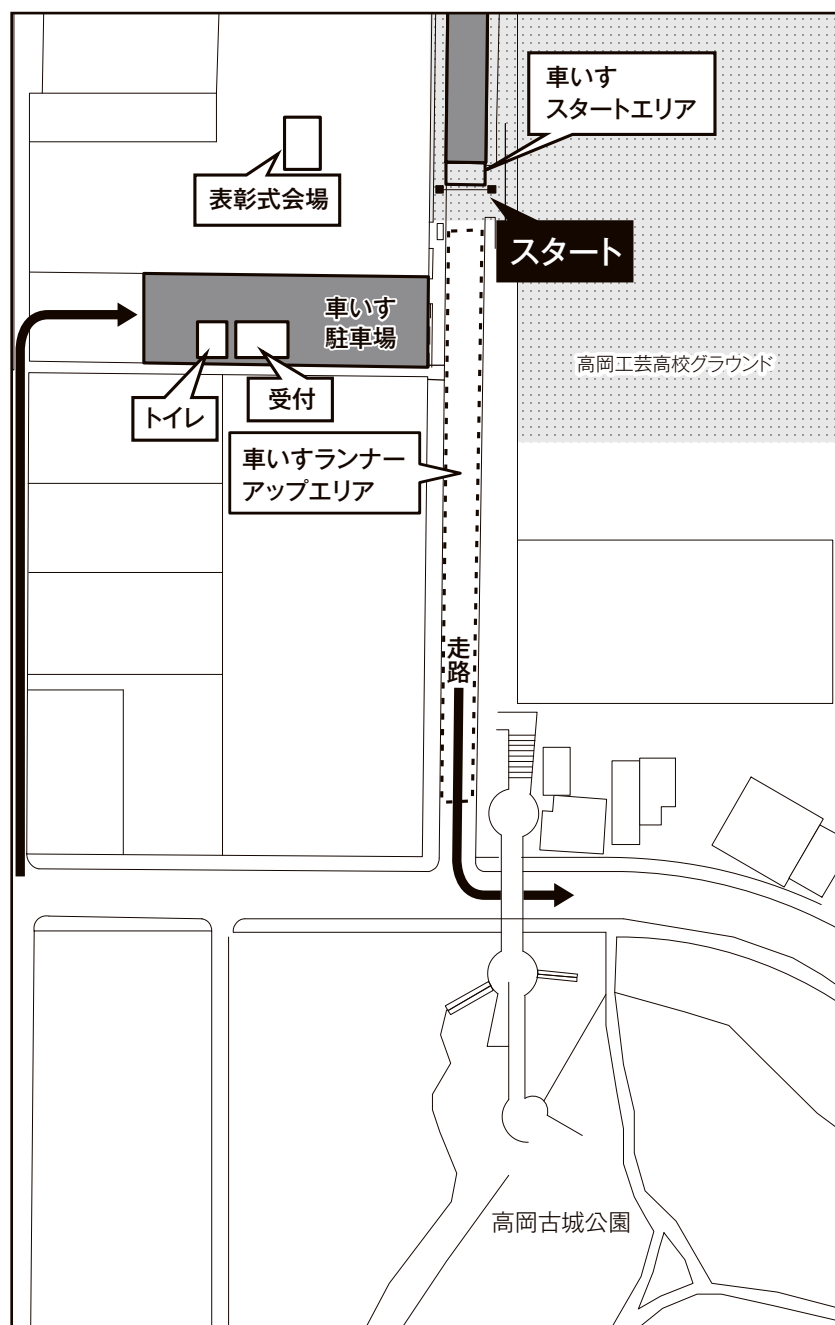 車いす
スタートエリア
表彰式会場
スタート
車いす
駐車場
高岡工芸高校グラウンド
トイレ
受付
車いすランナー
アップエリア
走路
高岡古城公園